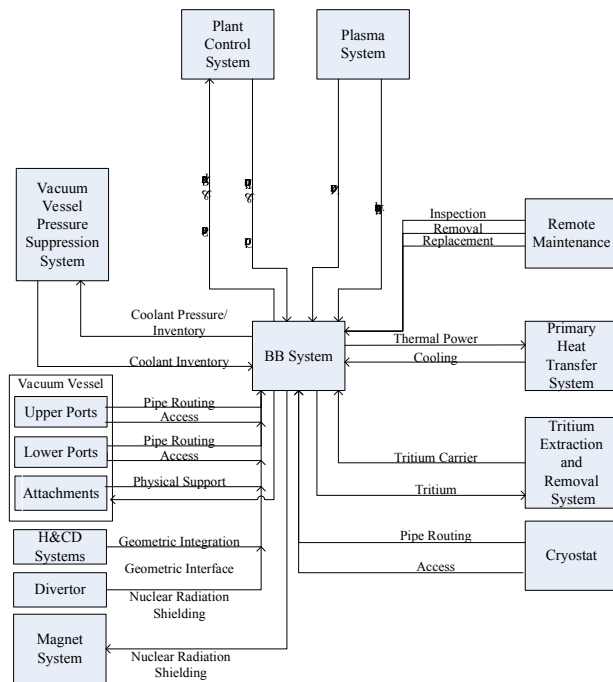 Plant
Control
System
Plasma
System
Vacuum
Vessel
Pressure
Suppression
System
Inspection
Removal
Replacement
Remote
Maintenance
Coolant Pressure/
Inventory
Coolant Inventory
BB System
Thermal Power
Cooling
Primary
Heat
Transfer
System
Vacuum Vessel
Upper Ports
Pipe Routing
Access
Lower Ports
Pipe Routing
Access
Attachments
Physical Support
Tritium Carrier
Tritium
Tritium
Extraction
and
Removal
System
H&CD
Systems
Geometric Integration
Pipe Routing
Access
Cryostat
Divertor
Geometric Interface
Nuclear Radiation
Shielding
Magnet
System
Nuclear Radiation
Shielding